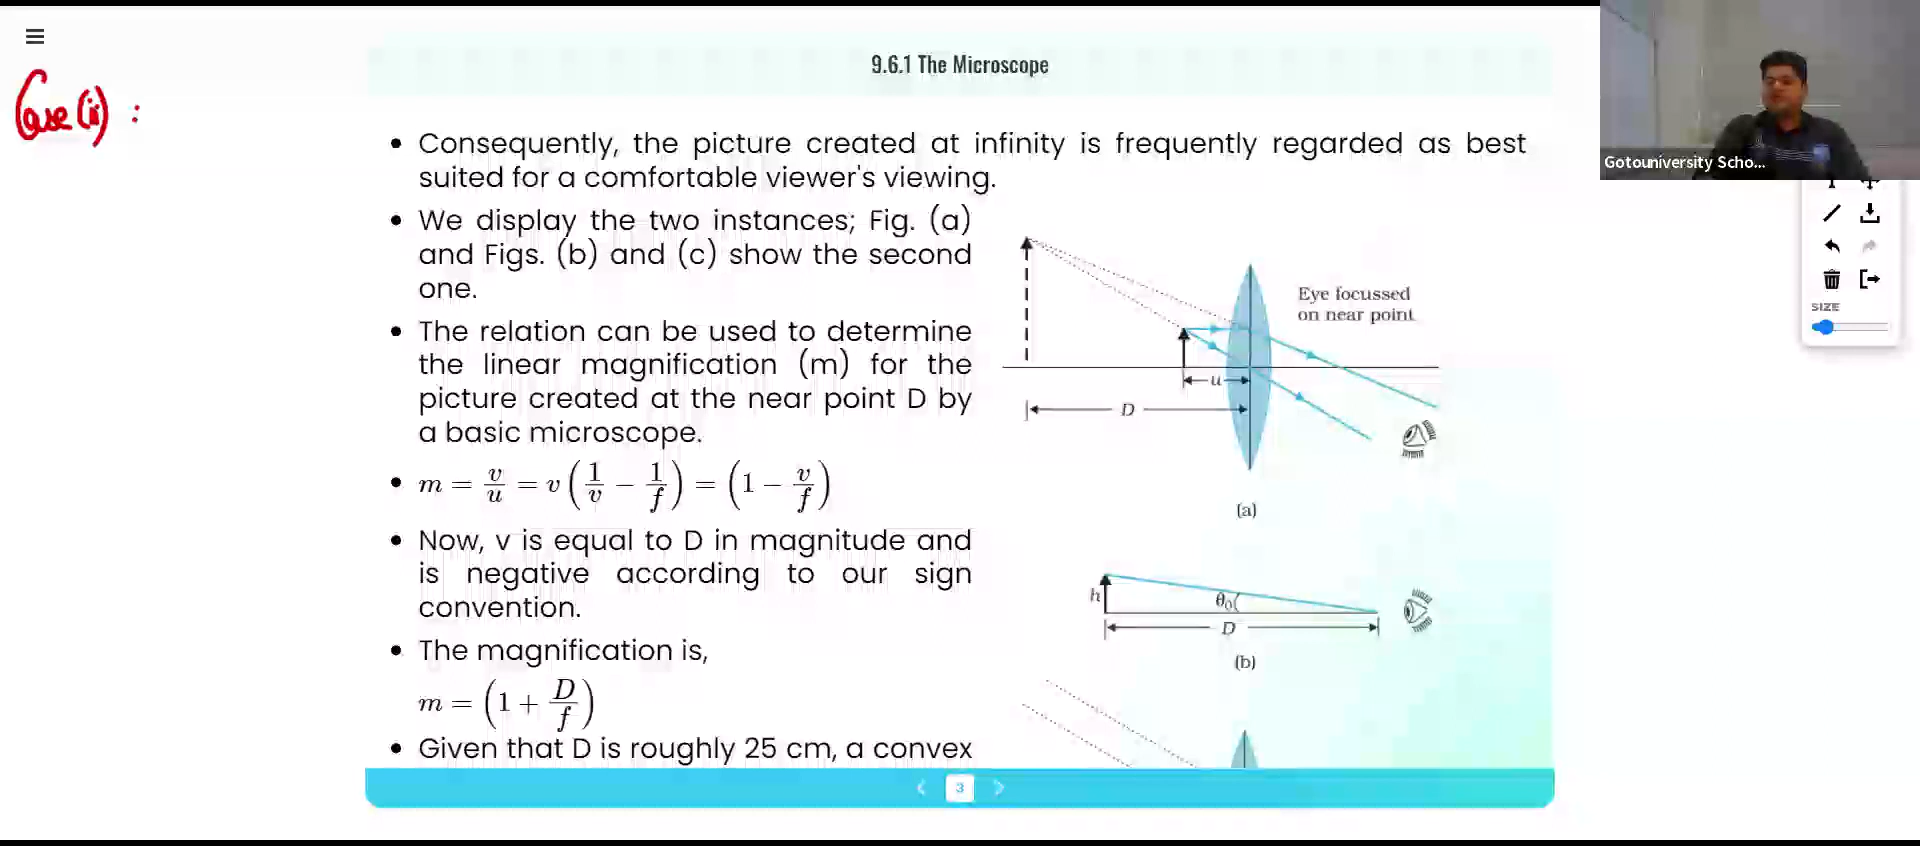 9.6.1 The Microscope
Case (ii) :
• Consequently, the picture created at infinity is frequently regarded as best
suited for a comfortable viewer's viewing.
• We display the two instances; Fig. (a)
and Figs. (b) and (c) show the second
one.
• The relation can be used to determine
the linear magnification (m) for the
picture created at the near point D by
a basic microscope.
• m = v/u = v(1/v − 1/f) = (1 − v/f)
• Now, v is equal to D in magnitude and
is negative according to our sign
convention.
• The magnification is,
m = (1 + D/f)
• Given that D is roughly 25 cm, a convex
Eye focussed
on near point
u
D
(a)
h
θ₀
D
(b)
3
Gotouniversity Scho...
SIZE